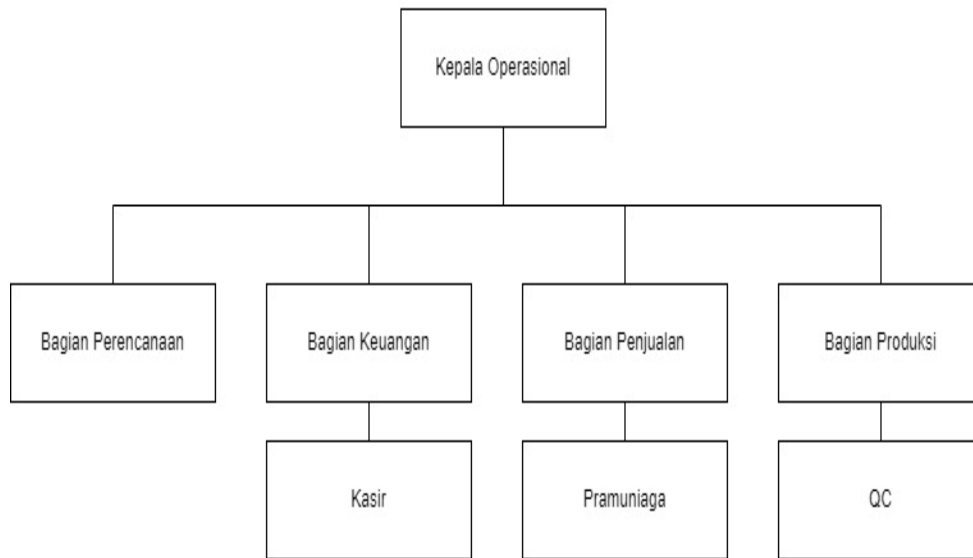 Kepala Operasional
Bagian Perencanaan
Bagian Keuangan
Bagian Penjualan
Bagian Produksi
Kasir
Pramuniaga
QC